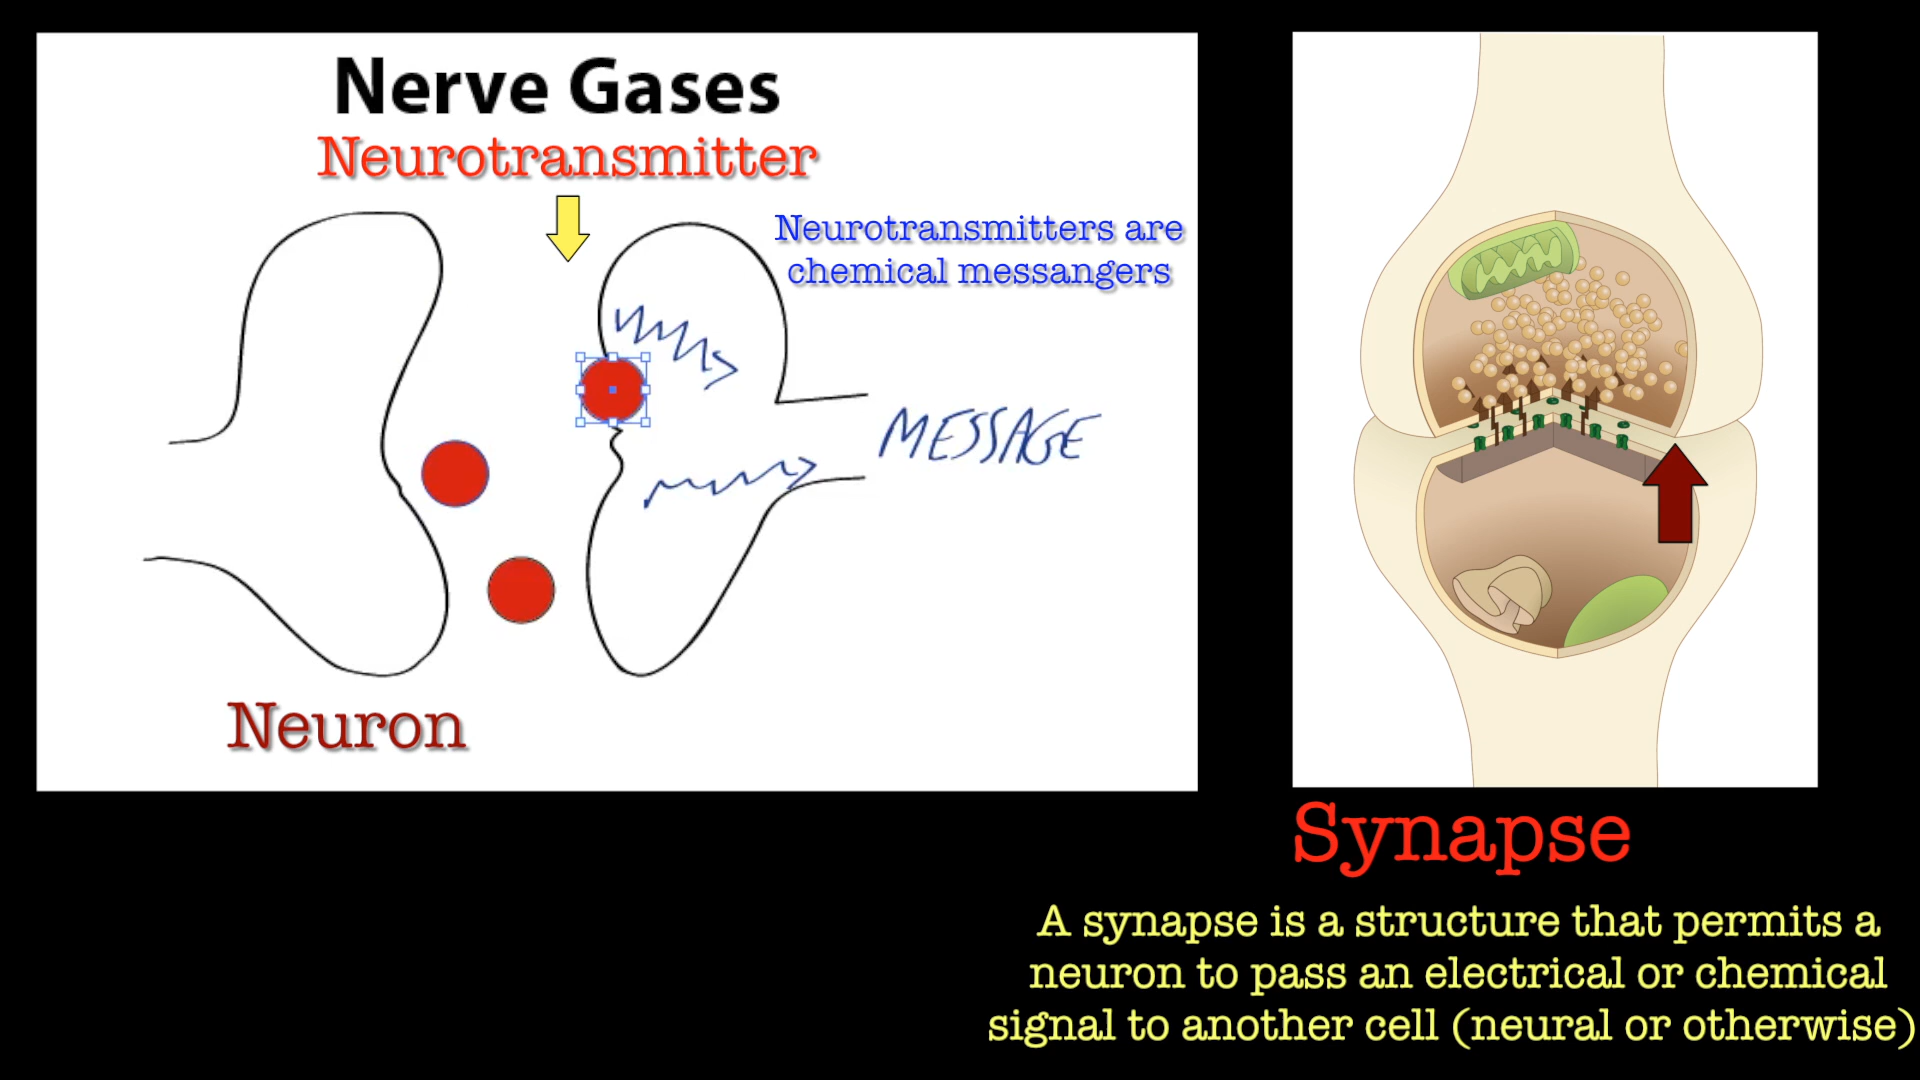 Nerve Gases
Neurotransmitter
Neurotransmitters are
chemical messangers
MESSAGE
Neuron
Synapse
A synapse is a structure that permits a
neuron to pass an electrical or chemical
signal to another cell (neural or otherwise)